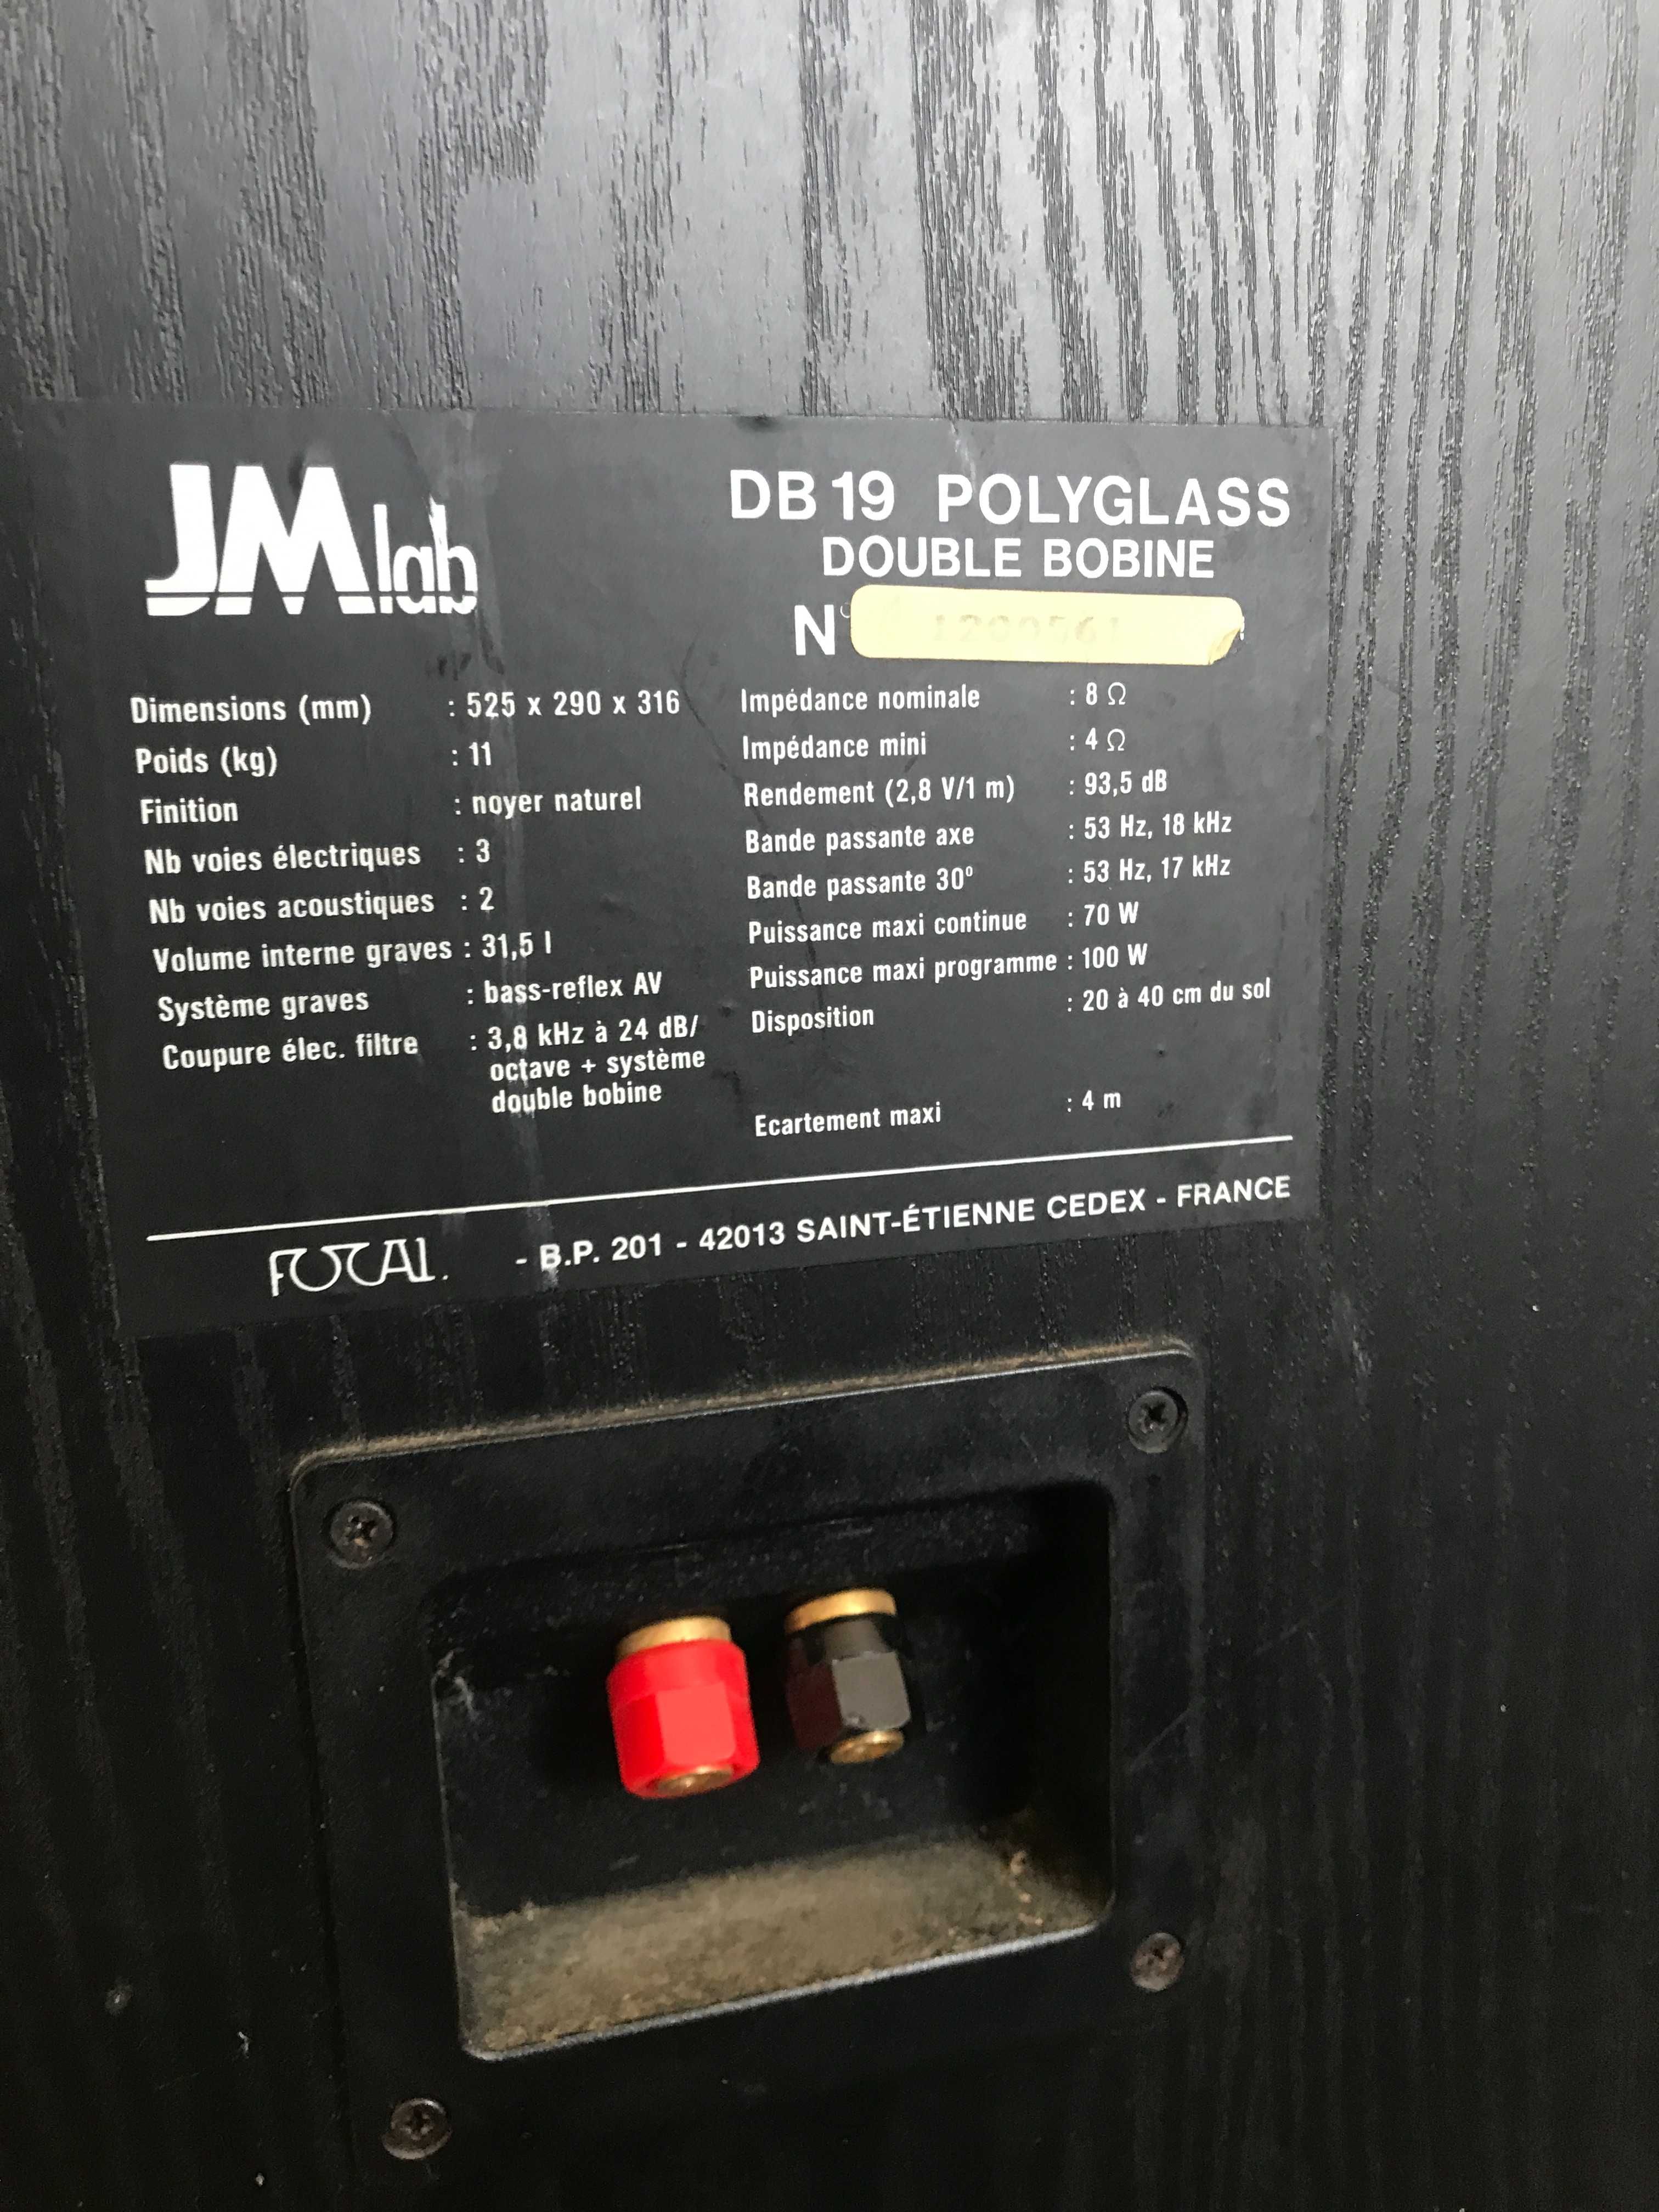 JMlab
DB 19 POLYGLASS
DOUBLE BOBINE
N°
Dimensions (mm) : 525 x 290 x 316
Poids (kg) : 11
Finition : noyer naturel
Nb voies électriques : 3
Nb voies acoustiques : 2
Volume interne graves : 31,5 l
Système graves : bass-reflex AV
Coupure élec. filtre : 3,8 kHz à 24 dB/
octave + système
double bobine
Impédance nominale : 8 Ω
Impédance mini : 4 Ω
Rendement (2,8 V/1 m) : 93,5 dB
Bande passante axe : 53 Hz, 18 kHz
Bande passante 30° : 53 Hz, 17 kHz
Puissance maxi continue : 70 W
Puissance maxi programme : 100 W
Disposition : 20 à 40 cm du sol
Ecartement maxi : 4 m
FOCAL. - B.P. 201 - 42013 SAINT-ÉTIENNE CEDEX - FRANCE